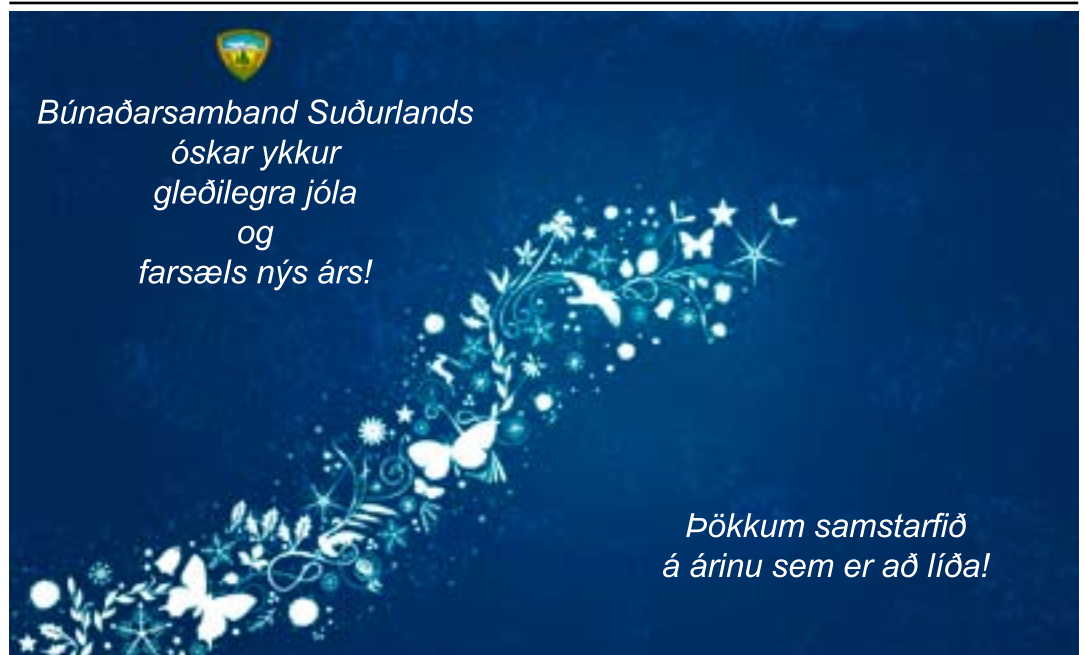 Búnaðarsamband Suðurlands
óskar ykkur
gleðilegra jóla
og
farsæls nýs árs!
Þökkum samstarfið
á árinu sem er að líða!